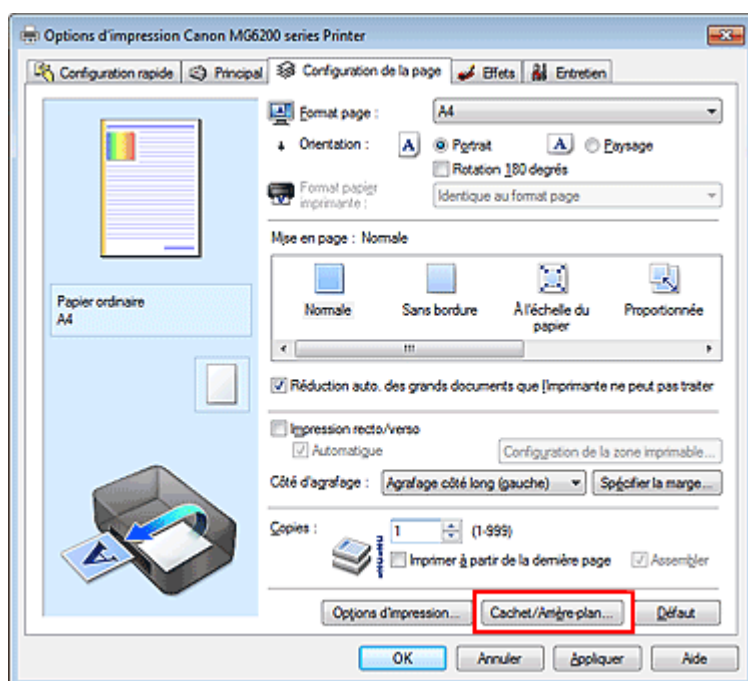 Options d'impression Canon MG6200 series Printer
Configuration rapide Principal Configuration de la page Effets Entretien
Format page : A4
Orientation : A Portrait A Paysage
Rotation 180 degrés
Format papier imprimante : Identique au format page
Mise en page : Normale
Normale Sans bordure À l'échelle du papier Proportionnée
Papier ordinaire
A4
Réduction auto. des grands documents que l'imprimante ne peut pas traiter
Impression recto/verso
Automatique Configuration de la zone imprimable...
Côté d'agrafage : Agrafage côté long (gauche) Spécifier la marge...
Copies : 1 (1-999)
Imprimer à partir de la dernière page Assembler
Options d'impression... Cachet/Arrière-plan... Défaut
OK Annuler Appliquer Aide